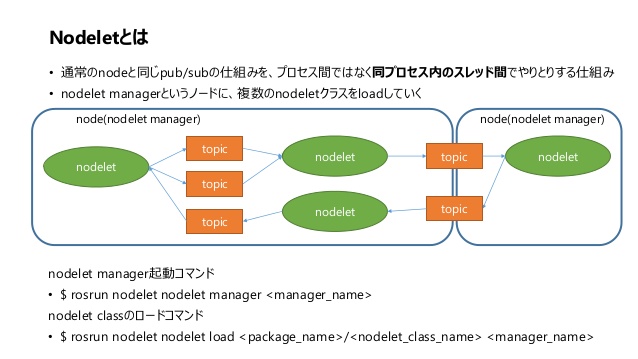 Nodeletとは
• 通常のnodeと同じpub/subの仕組みを、プロセス間ではなく同プロセス内のスレッド間でやりとりする仕組み
• nodelet managerというノードに、複数のnodeletクラスをloadしていく
node(nodelet manager)
node(nodelet manager)
topic
nodelet
nodelet
topic
nodelet
topic
topic
nodelet
topic
topic
nodelet manager起動コマンド
• $ rosrun nodelet nodelet manager <manager_name>
nodelet classのロードコマンド
• $ rosrun nodelet nodelet load <package_name>/<nodelet_class_name> <manager_name>